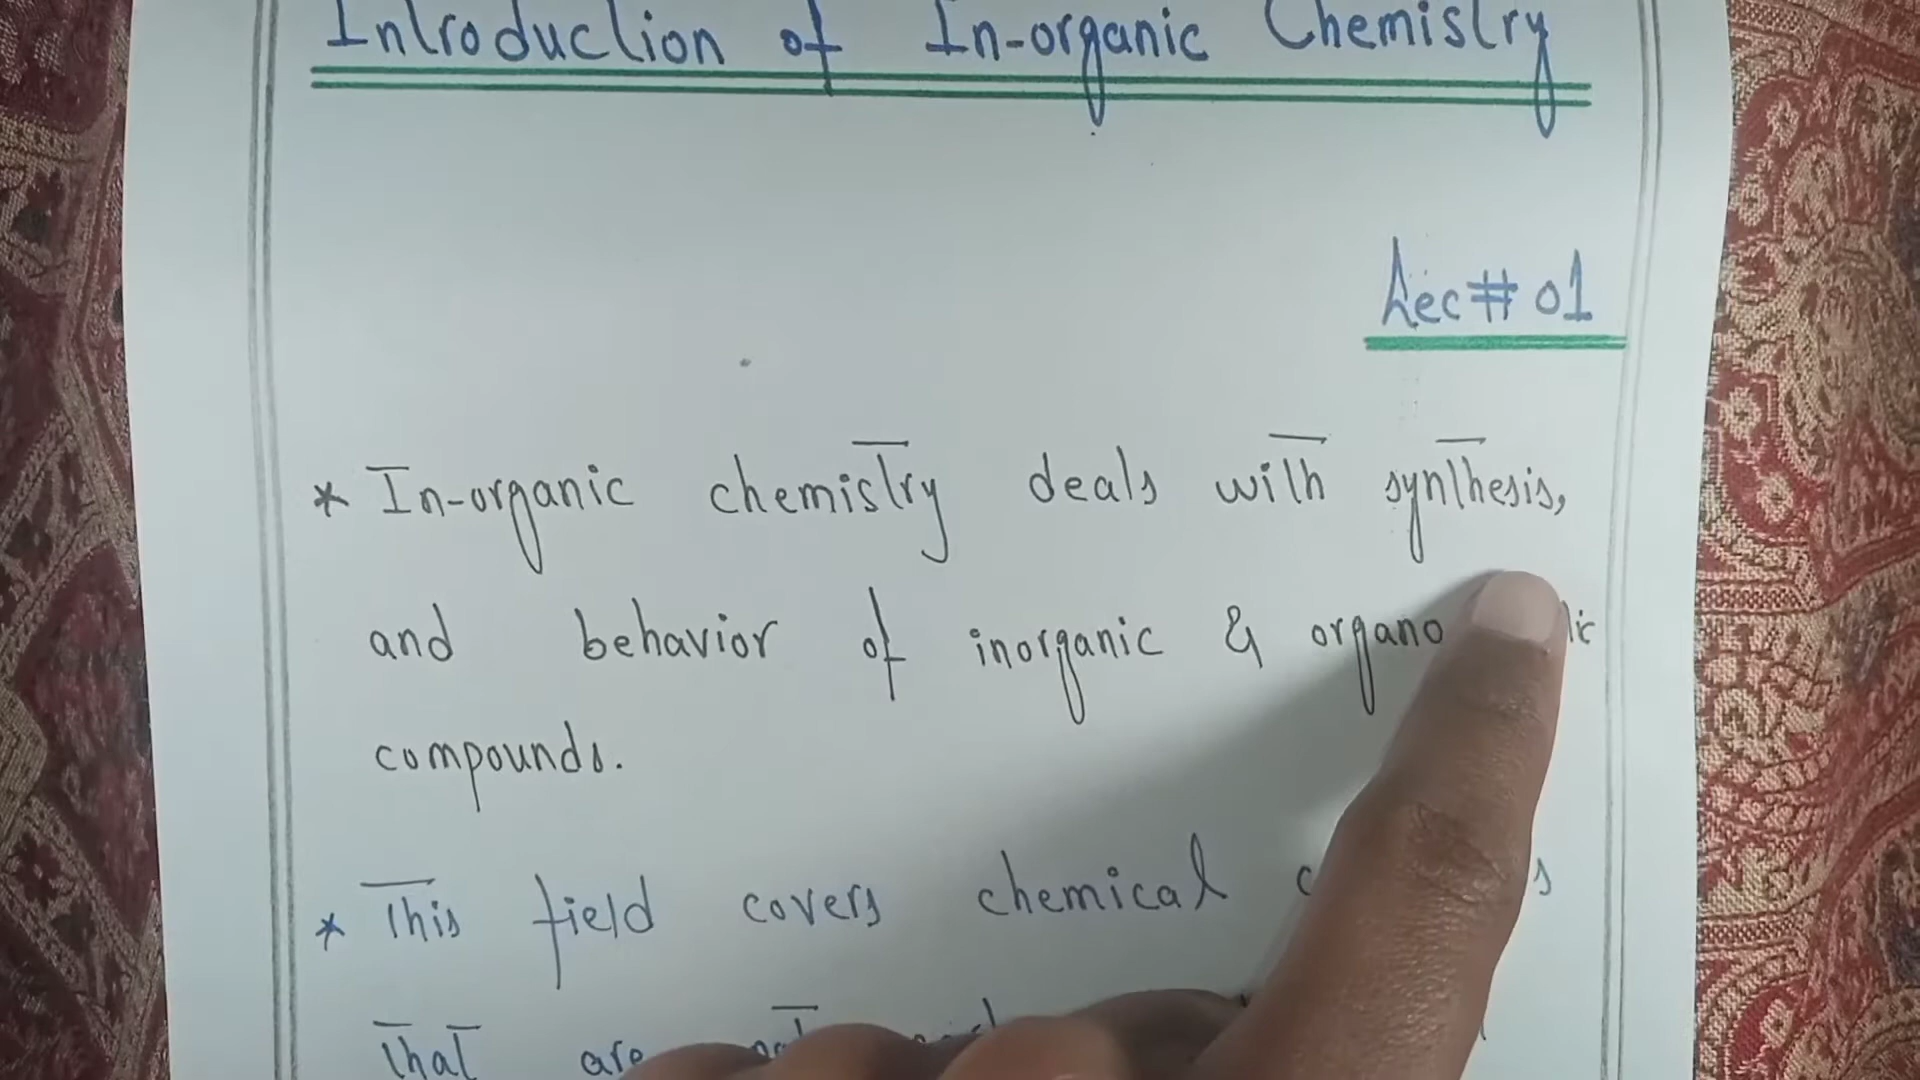 Introduction of In-organic Chemistry
Lec# 01
* In-organic chemistry deals with synthesis,
and behavior of inorganic & organo
compounds.
* This field covers chemical
that are